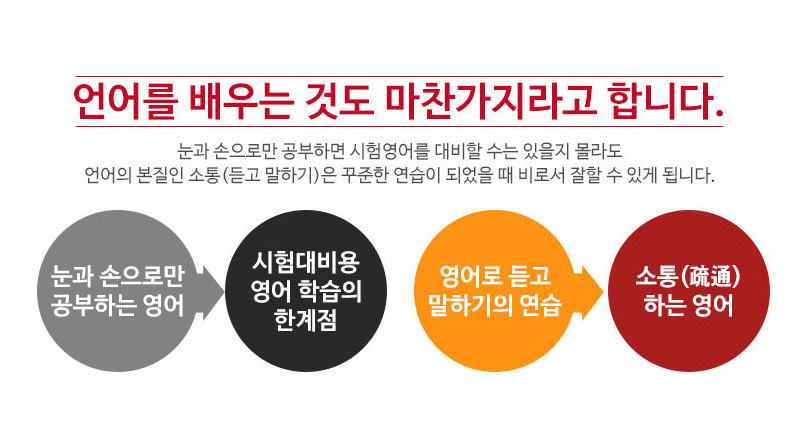 언어를 배우는 것도 마찬가지라고 합니다.
눈과 손으로만 공부하면 시험영어를 대비할 수는 있을지 몰라도
언어의 본질인 소통(듣고 말하기)은 꾸준한 연습이 되었을 때 비로서 잘할 수 있게 됩니다.
눈과 손으로만
공부하는 영어
시험대비용
영어 학습의
한계점
영어로 듣고
말하기의 연습
소통(疏通)
하는 영어